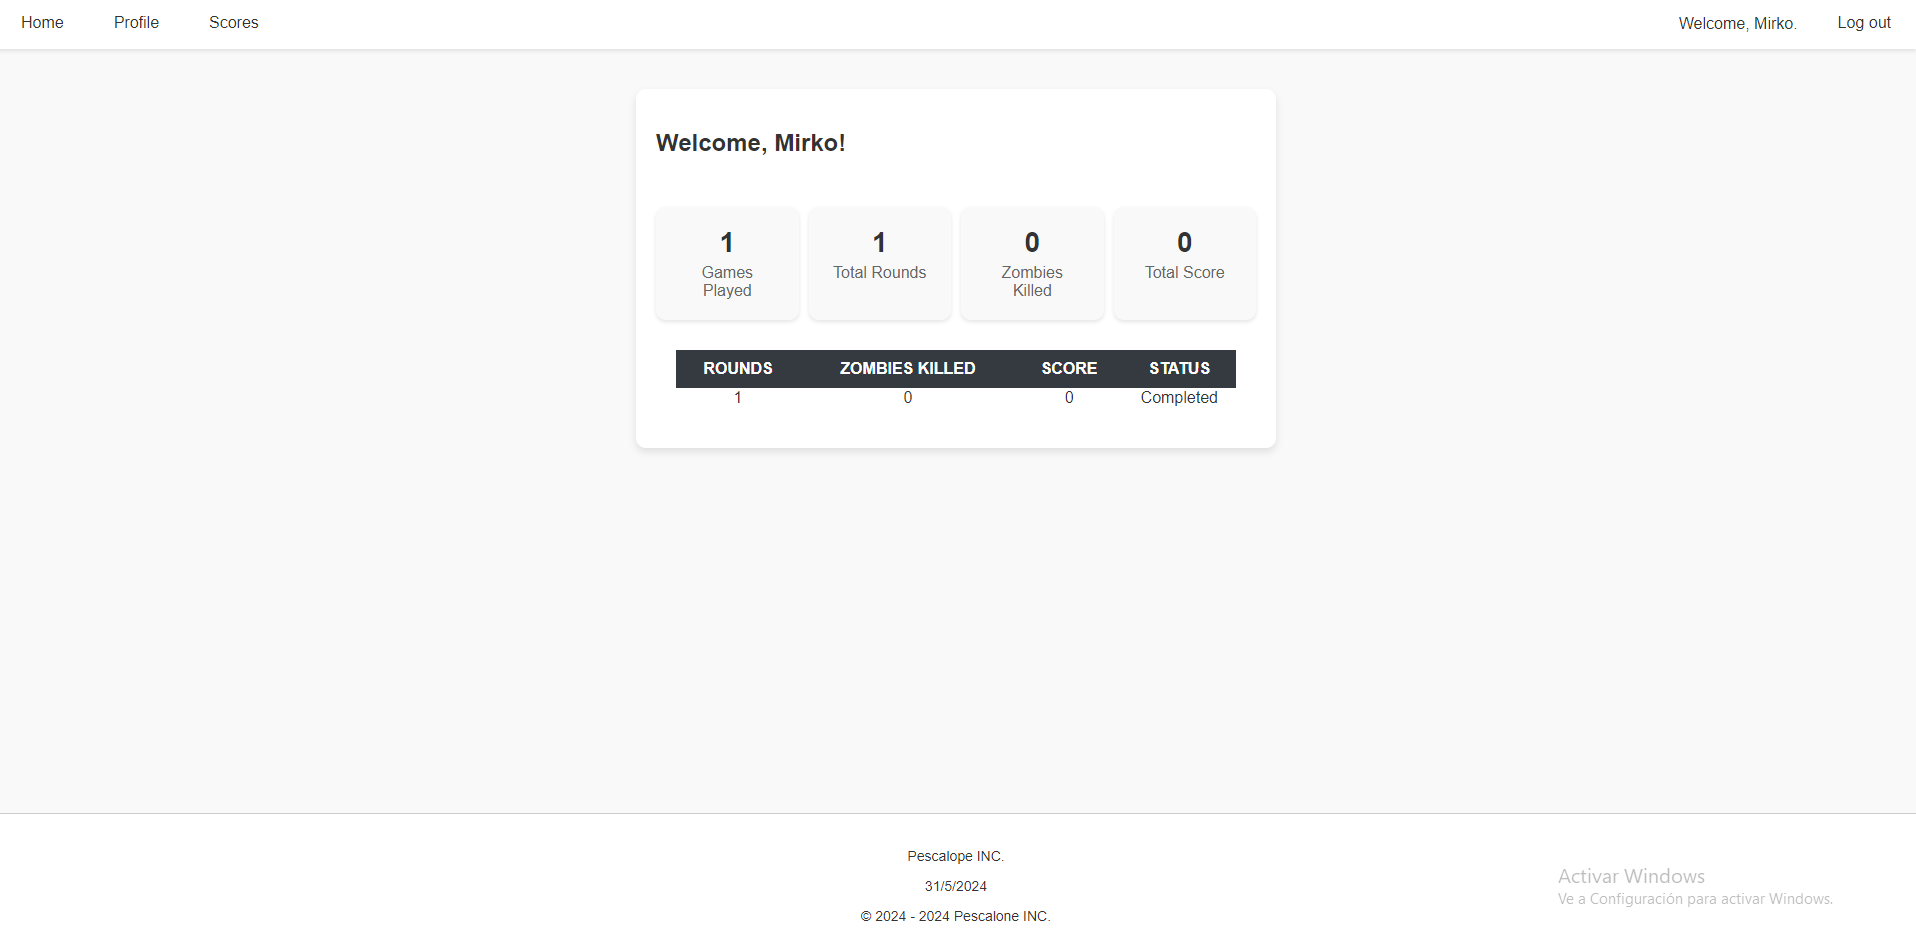 Home Profile Scores Welcome, Mirko. Log out
Welcome, Mirko!
1 1 0 0
Games Total Rounds Zombies Total Score
Played Killed
ROUNDS ZOMBIES KILLED SCORE STATUS
1 0 0 Completed
Pescalope INC.
31/5/2024
© 2024 - 2024 Pescalone INC.
Activar Windows
Ve a Configuración para activar Windows.